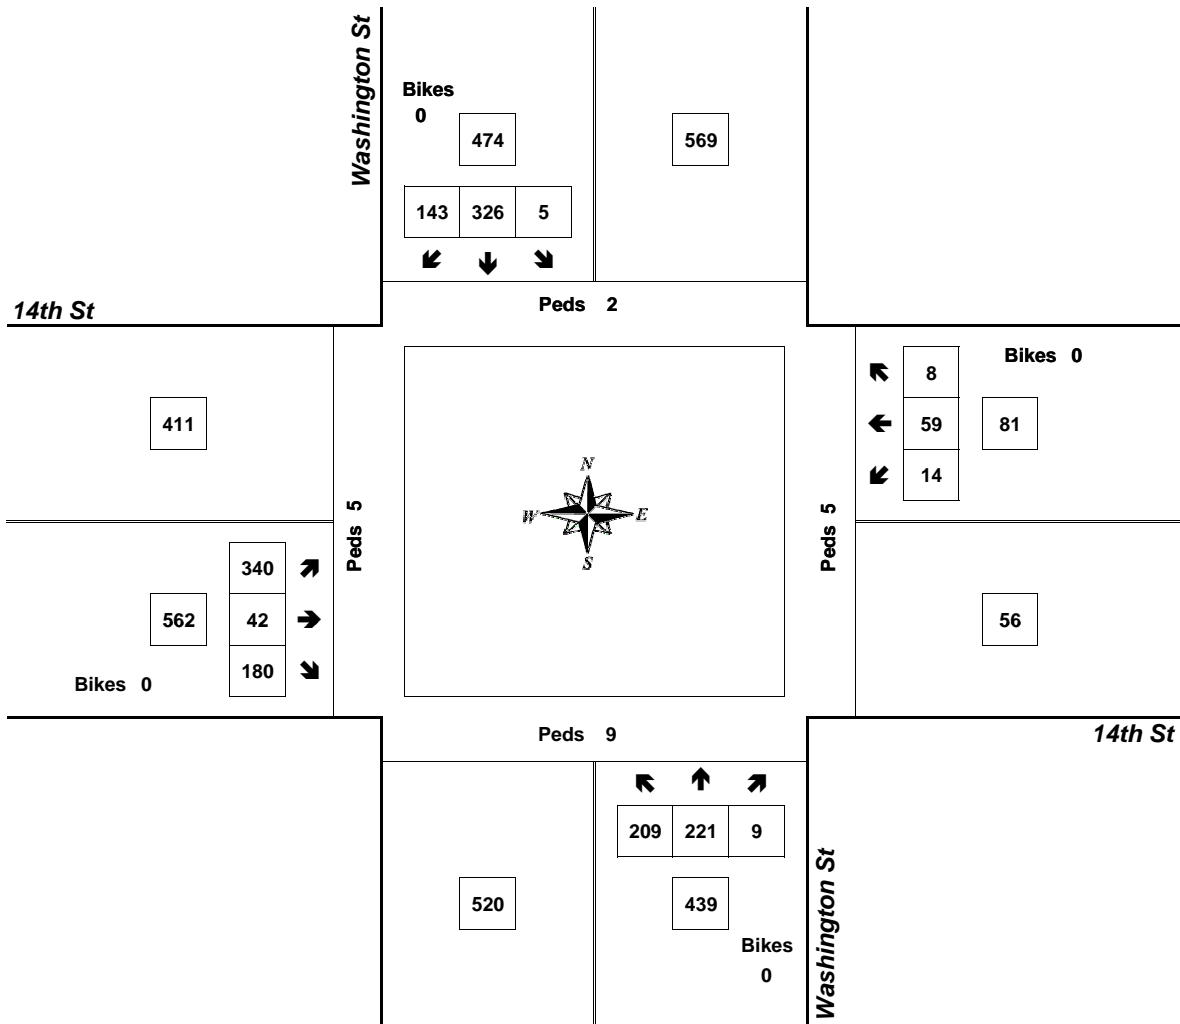 Washington St
Bikes
0
474
569
143 326 5
Peds 2
14th St
8
Bikes 0
411
59
81
14
N
W E
S
Peds 5
Peds 5
340
562
42
56
180
Bikes 0
Peds 9
14th St
209 221 9
520
439
Bikes
0
Washington St